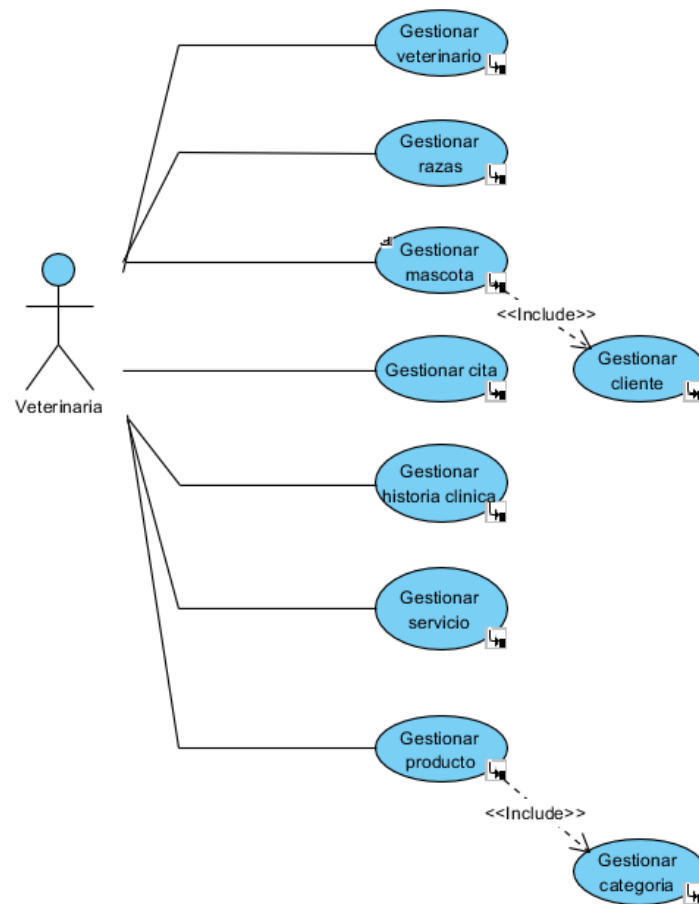 Gestionar
veterinario
Gestionar
razas
Gestionar
mascota
<<Include>>
Gestionar
cliente
Gestionar cita
Veterinaria
Gestionar
historia clinica
Gestionar
servicio
Gestionar
producto
<<Include>>
Gestionar
categoria